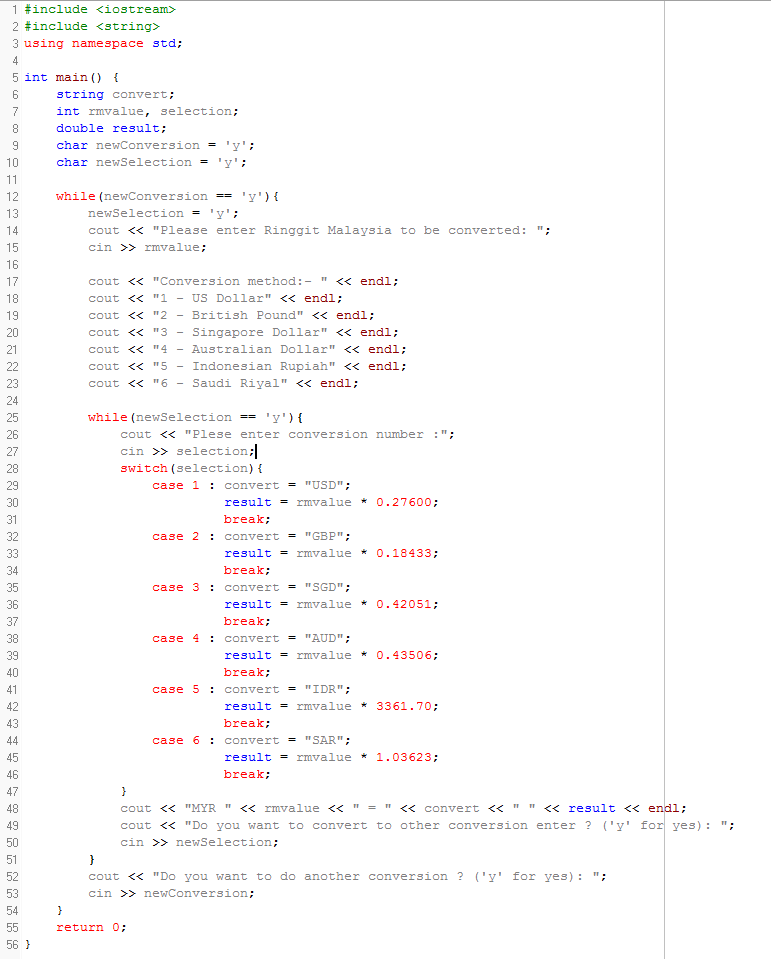 1 #include <iostream>
2 #include <string>
3 using namespace std;
4
5 int main() {
6     string convert;
7     int rmvalue, selection;
8     double result;
9     char newConversion = 'y';
10     char newSelection = 'y';
11
12     while(newConversion == 'y'){
13         newSelection = 'y';
14         cout << "Please enter Ringgit Malaysia to be converted: ";
15         cin >> rmvalue;
16
17         cout << "Conversion method:- " << endl;
18         cout << "1 - US Dollar" << endl;
19         cout << "2 - British Pound" << endl;
20         cout << "3 - Singapore Dollar" << endl;
21         cout << "4 - Australian Dollar" << endl;
22         cout << "5 - Indonesian Rupiah" << endl;
23         cout << "6 - Saudi Riyal" << endl;
24
25         while(newSelection == 'y'){
26             cout << "Plese enter conversion number :";
27             cin >> selection;
28             switch(selection){
29                 case 1 : convert = "USD";
30                          result = rmvalue * 0.27600;
31                          break;
32                 case 2 : convert = "GBP";
33                          result = rmvalue * 0.18433;
34                          break;
35                 case 3 : convert = "SGD";
36                          result = rmvalue * 0.42051;
37                          break;
38                 case 4 : convert = "AUD";
39                          result = rmvalue * 0.43506;
40                          break;
41                 case 5 : convert = "IDR";
42                          result = rmvalue * 3361.70;
43                          break;
44                 case 6 : convert = "SAR";
45                          result = rmvalue * 1.03623;
46                          break;
47             }
48             cout << "MYR " << rmvalue << " = " << convert << " " << result << endl;
49             cout << "Do you want to convert to other conversion enter ? ('y' for yes): ";
50             cin >> newSelection;
51         }
52         cout << "Do you want to do another conversion ? ('y' for yes): ";
53         cin >> newConversion;
54     }
55     return 0;
56 }